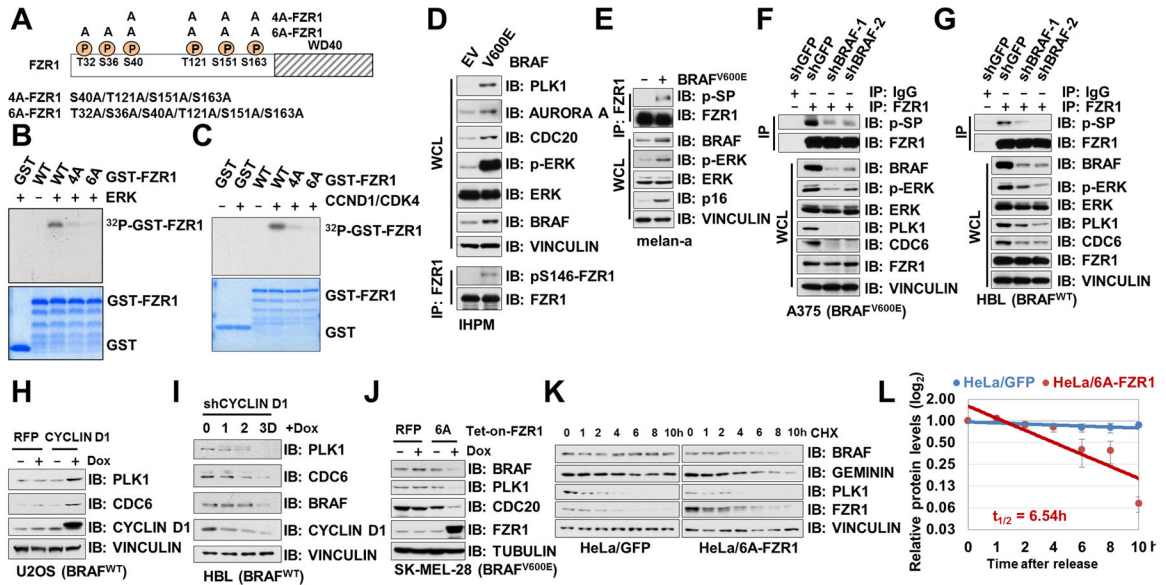 A
A A A A A A 4A-FZR1
A A A A A A 6A-FZR1
P P P P P P WD40
FZR1 T32 S36 S40 T121 S151 S163
4A-FZR1 S40A/T121A/S151A/S163A
6A-FZR1 T32A/S36A/S40A/T121A/S151A/S163A
B
GST WT WT 4A 6A GST-FZR1
+ – + + + ERK
32P-GST-FZR1
GST-FZR1
GST
C
GST GST WT WT 4A 6A GST-FZR1
– + – + + + CCND1/CDK4
32P-GST-FZR1
GST-FZR1
GST
D
EV V600E BRAF
WCL
IB: PLK1
IB: AURORA A
IB: CDC20
IB: p-ERK
IB: ERK
IB: BRAF
IB: VINCULIN
IP: FZR1
IB: pS146-FZR1
IB: FZR1
IHPM
E
– + BRAFV600E
IP: FZR1
IB: p-SP
IB: FZR1
WCL
IB: BRAF
IB: p-ERK
IB: ERK
IB: p16
IB: VINCULIN
melan-a
F
shGFP shGFP shBRAF-1 shBRAF-2
+ IP: IgG
+ + + IP: FZR1
IP
IB: p-SP
IB: FZR1
WCL
IB: BRAF
IB: p-ERK
IB: ERK
IB: PLK1
IB: CDC6
IB: FZR1
IB: VINCULIN
A375 (BRAFV600E)
G
shGFP shGFP shBRAF-1 shBRAF-2
+ IP: IgG
+ + + IP: FZR1
IP
IB: p-SP
IB: FZR1
WCL
IB: BRAF
IB: p-ERK
IB: ERK
IB: PLK1
IB: CDC6
IB: FZR1
IB: VINCULIN
HBL (BRAFWT)
H
RFP CYCLIN D1
– + – + Dox
IB: PLK1
IB: CDC6
IB: CYCLIN D1
IB: VINCULIN
U2OS (BRAFWT)
I
shCYCLIN D1
0 1 2 3D +Dox
IB: PLK1
IB: CDC6
IB: BRAF
IB: CYCLIN D1
IB: VINCULIN
HBL (BRAFWT)
J
RFP 6A Tet-on-FZR1
– + – + Dox
IB: BRAF
IB: PLK1
IB: CDC20
IB: FZR1
IB: TUBULIN
SK-MEL-28 (BRAFV600E)
K
0 1 2 4 6 8 10h 0 1 2 4 6 8 10h CHX
IB: BRAF
IB: GEMININ
IB: PLK1
IB: FZR1
IB: VINCULIN
HeLa/GFP HeLa/6A-FZR1
L
HeLa/GFP HeLa/6A-FZR1
Relative protein levels (log2)
1.00
0.50
0.25
0.13
0.06
0.03
t1/2 = 6.54h
0 1 2 4 6 8 10 h
Time after release